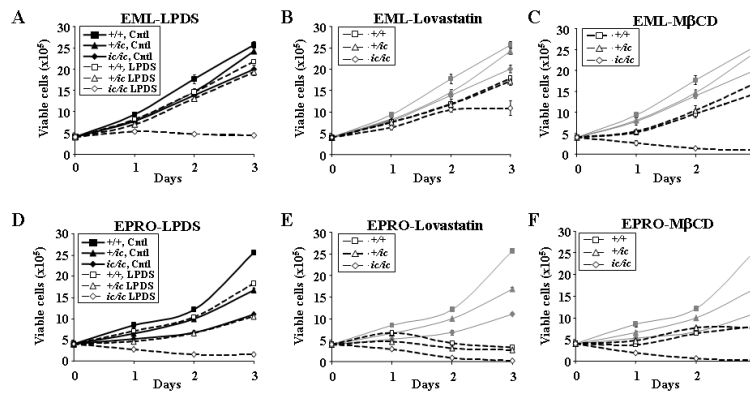 A EML-LPDS
Viable cells (x10⁵)
30
25
20
15
10
5
0
+/+, Cntl
+/ic, Cntl
ic/ic, Cntl
+/+, LPDS
+/ic LPDS
ic/ic LPDS
0 1 2 3
Days
B EML-Lovastatin
Viable cells (x10⁵)
30
25
20
15
10
5
0
+/+
+/ic
ic/ic
0 1 2 3
Days
C EML-MβCD
Viable cells (x10⁵)
30
25
20
15
10
5
0
+/+
+/ic
ic/ic
0 1 2
Days
D EPRO-LPDS
Viable cells (x10⁵)
30
25
20
15
10
5
0
+/+, Cntl
+/ic, Cntl
ic/ic, Cntl
+/+, LPDS
+/ic LPDS
ic/ic LPDS
0 1 2 3
Days
E EPRO-Lovastatin
Viable cells (x10⁵)
30
25
20
15
10
5
0
+/+
+/ic
ic/ic
0 1 2 3
Days
F EPRO-MβCD
Viable cells (x10⁵)
30
25
20
15
10
5
0
+/+
+/ic
ic/ic
0 1 2
Days